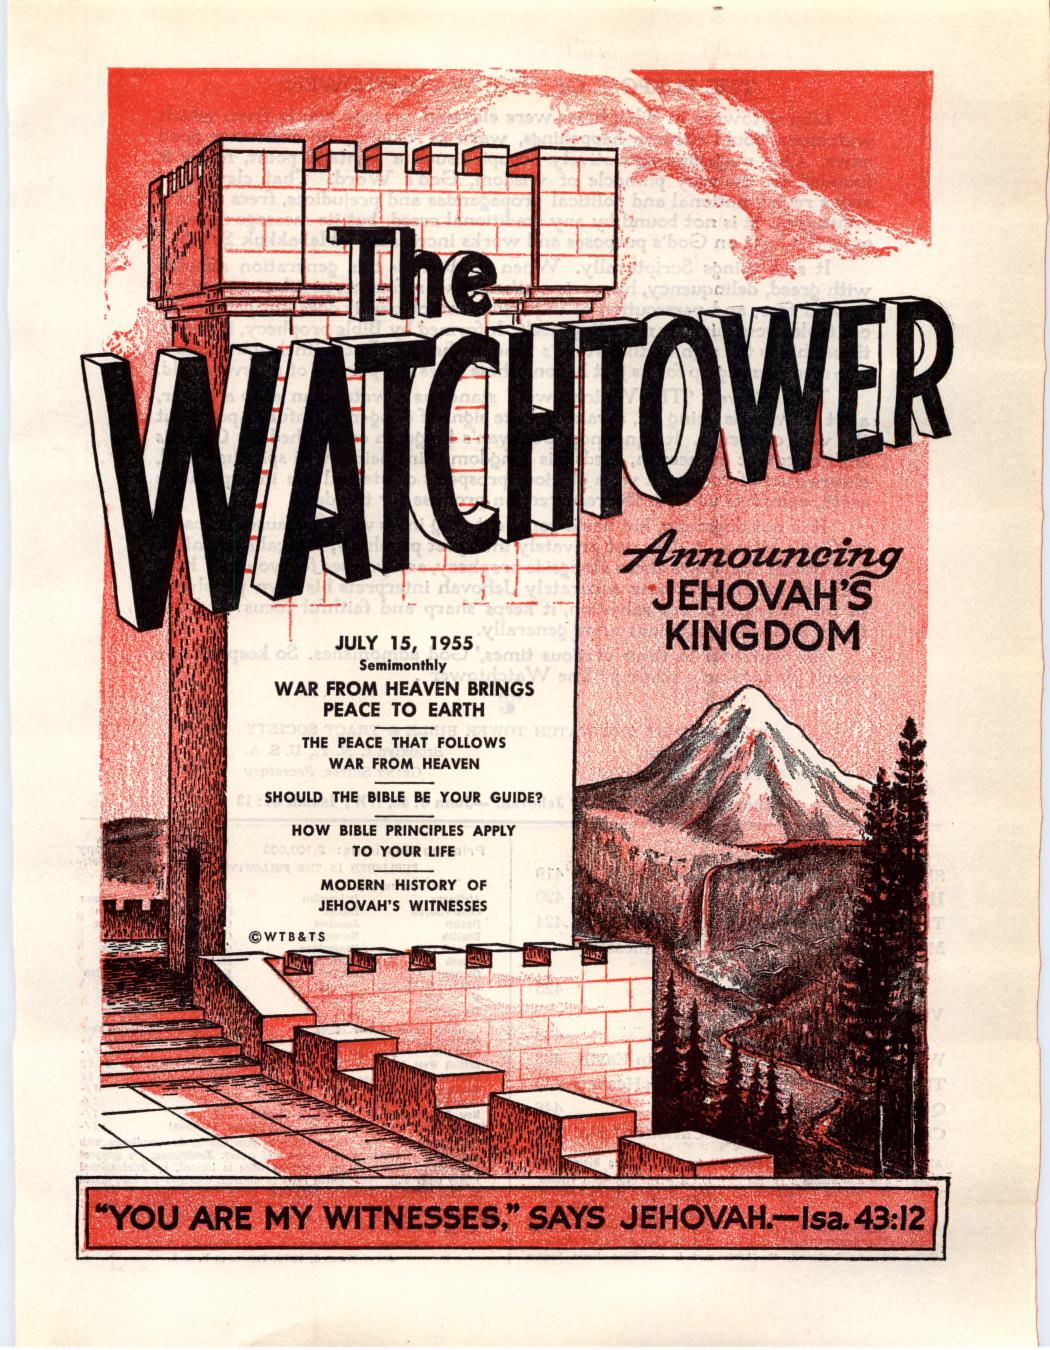 The
WATCHTOWER
Announcing
JEHOVAH'S
KINGDOM
JULY 15, 1955
Semimonthly
WAR FROM HEAVEN BRINGS
PEACE TO EARTH
THE PEACE THAT FOLLOWS
WAR FROM HEAVEN
SHOULD THE BIBLE BE YOUR GUIDE?
HOW BIBLE PRINCIPLES APPLY
TO YOUR LIFE
MODERN HISTORY OF
JEHOVAH'S WITNESSES
©WTB&TS
"YOU ARE MY WITNESSES," SAYS JEHOVAH.—Isa. 43:12